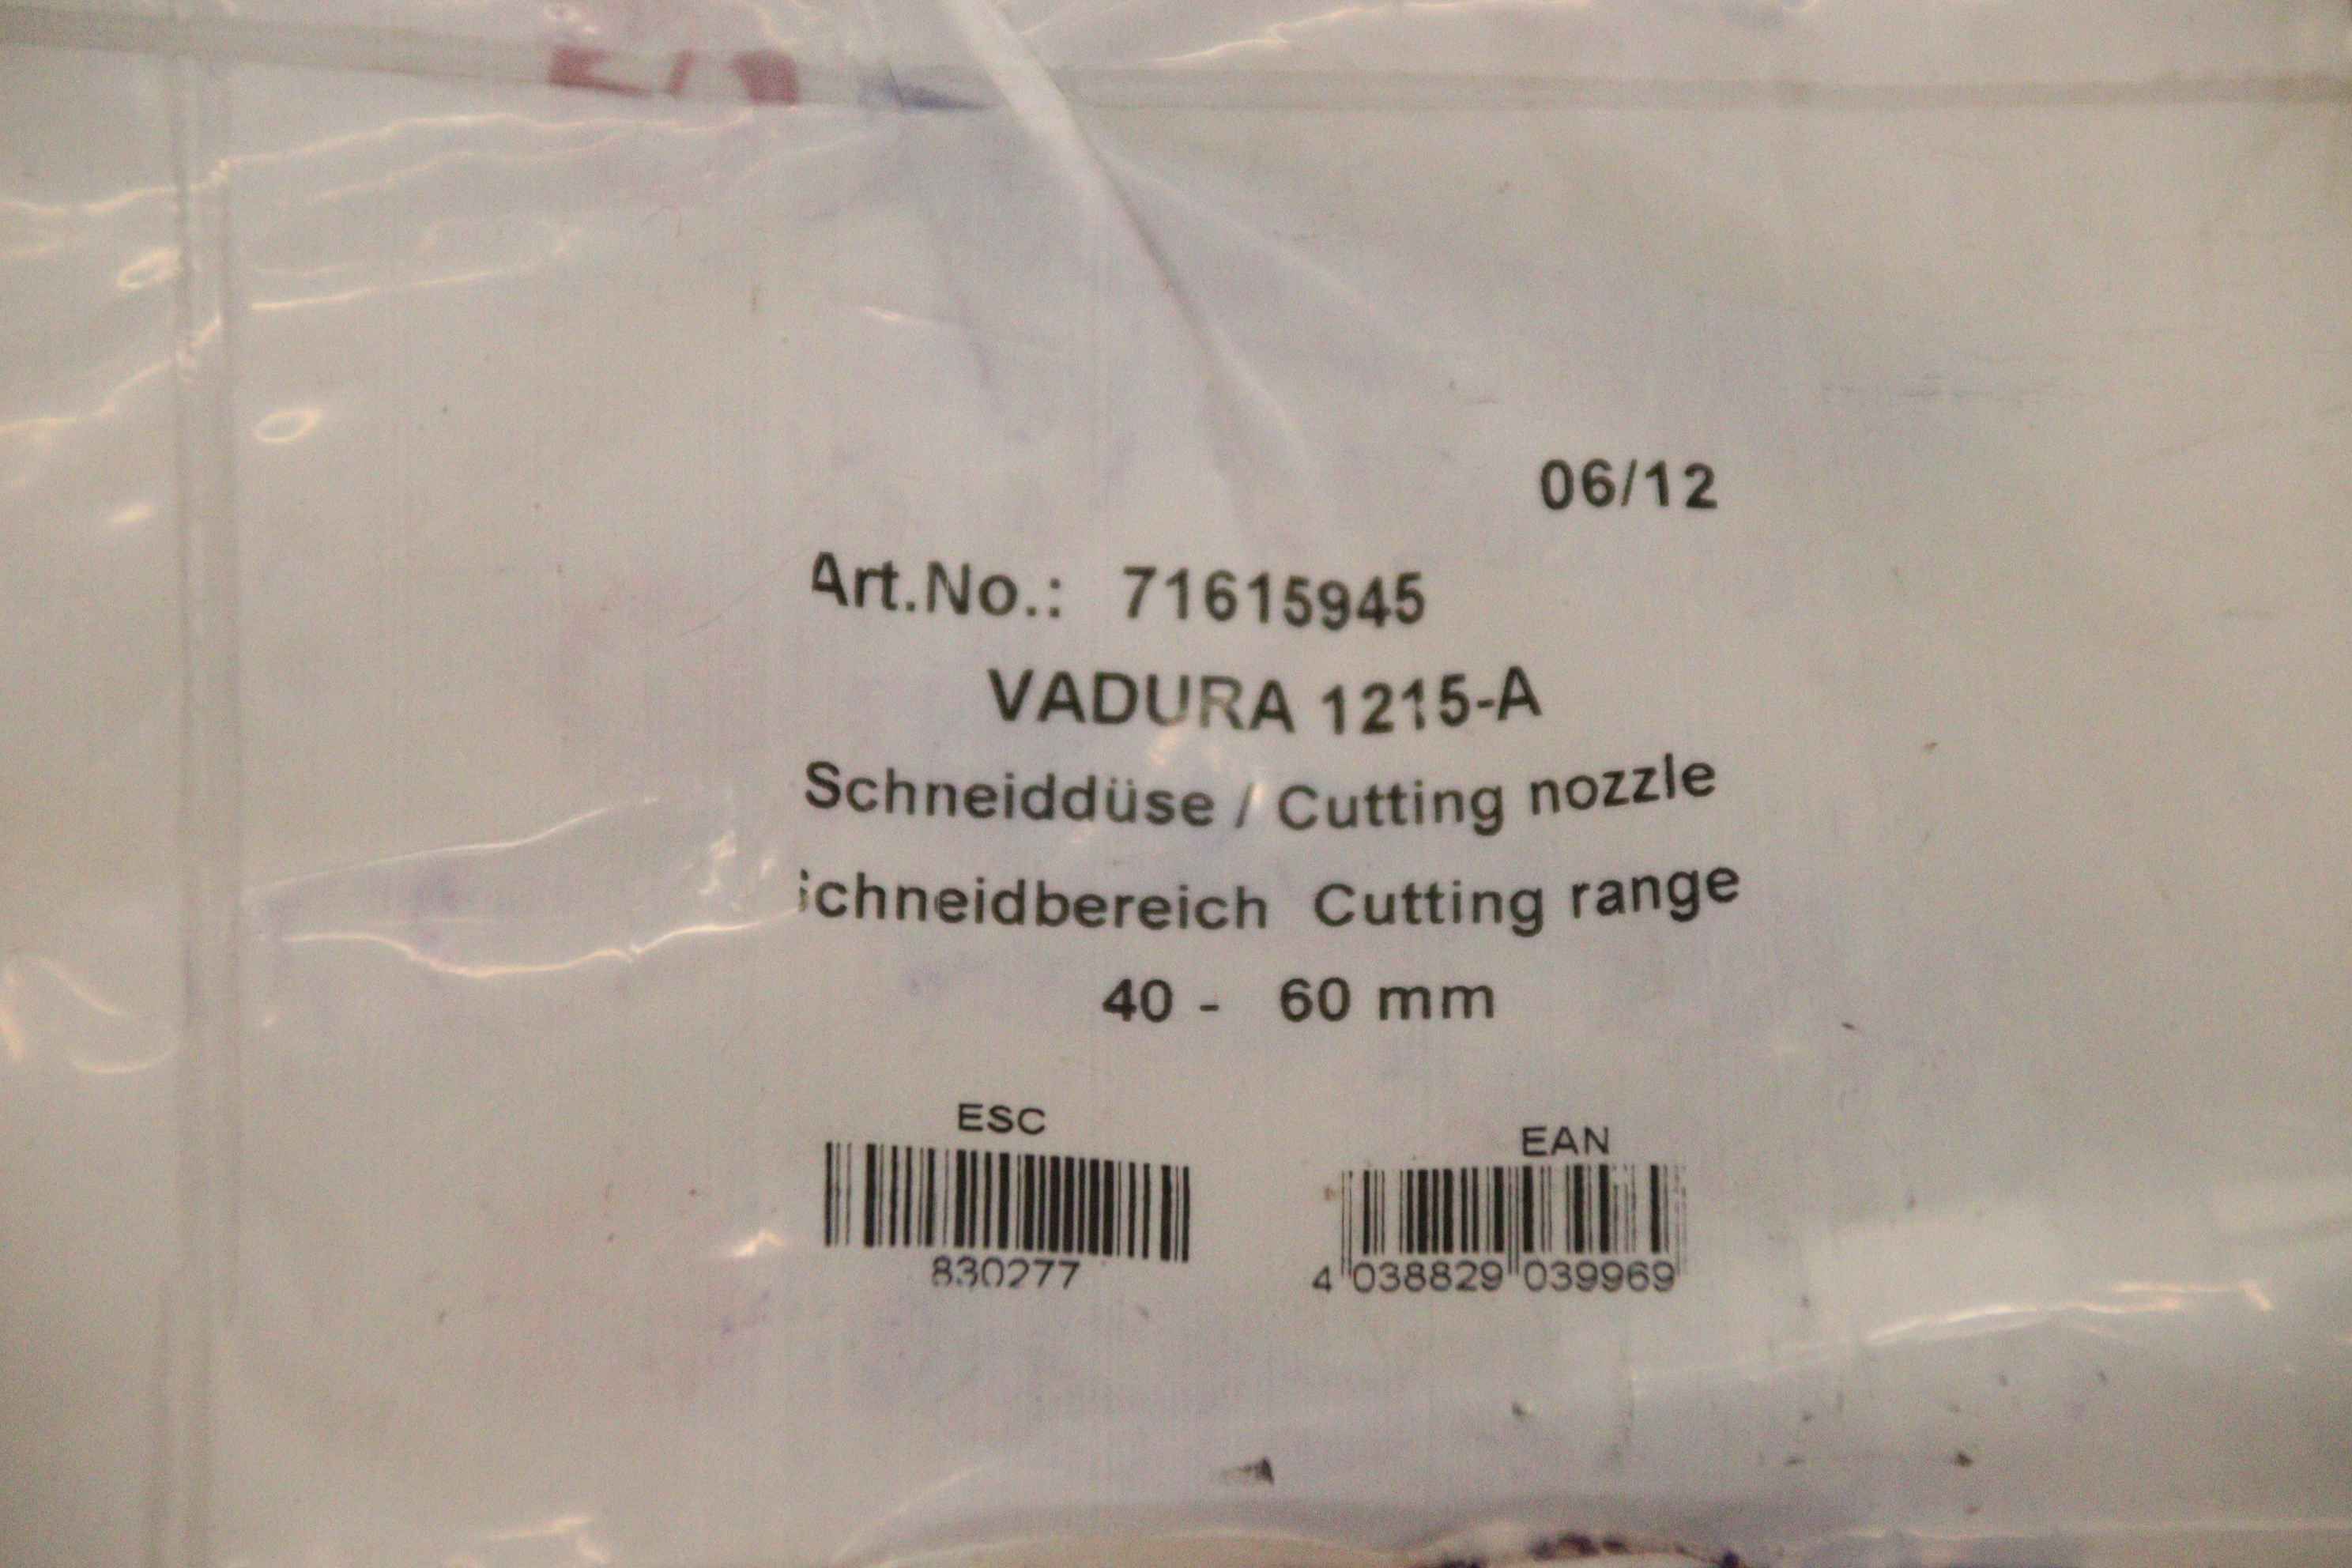 06/12
Art.No.: 71615945
VADURA 1215-A
Schneiddüse / Cutting nozzle
chneidbereich Cutting range
40 - 60 mm
ESC
EAN
830277
4 038829 039969